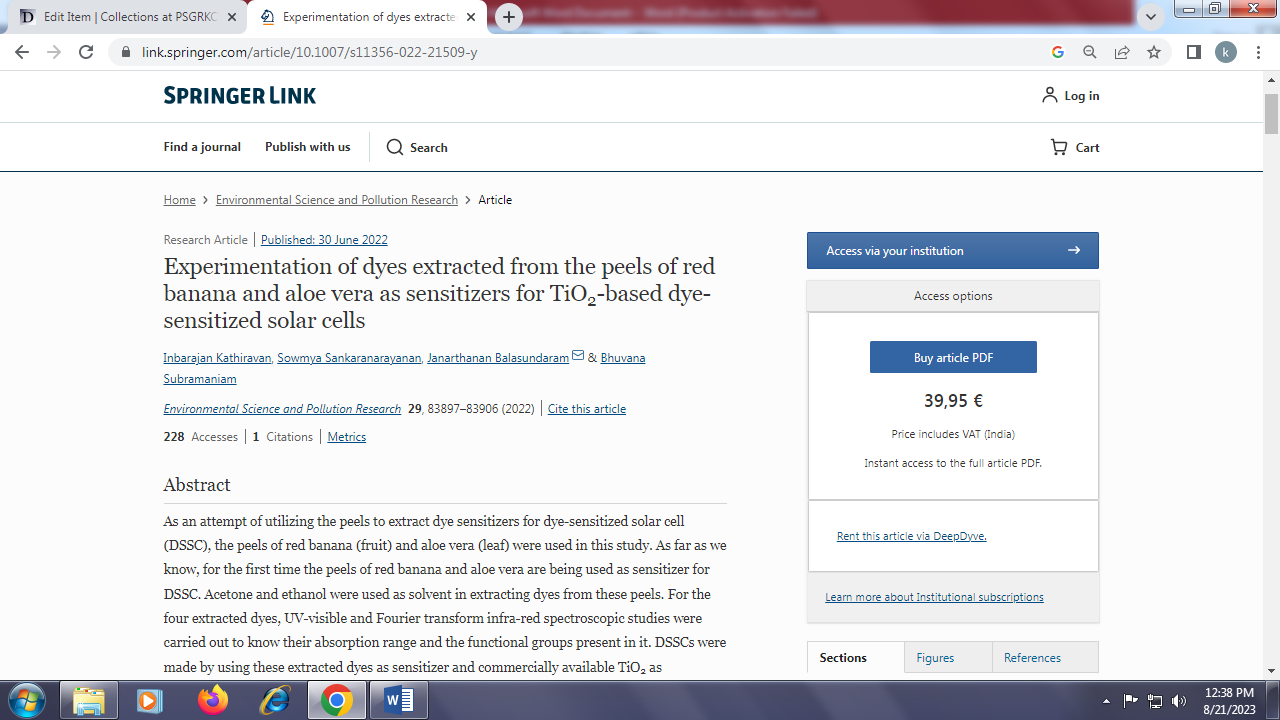 Edit Item | Collections at PSGRKC
Experimentation of dyes extracte
link.springer.com/article/10.1007/s11356-022-21509-y
k
SPRINGER LINK
Log in
Find a journal
Publish with us
Search
Cart
Home > Environmental Science and Pollution Research > Article
Research Article | Published: 30 June 2022
Experimentation of dyes extracted from the peels of red
banana and aloe vera as sensitizers for TiO₂-based dye-
sensitized solar cells
Inbarajan Kathiravan, Sowmya Sankaranarayanan, Janarthanan Balasundaram & Bhuvana
Subramaniam
Environmental Science and Pollution Research 29, 83897–83906 (2022) | Cite this article
228 Accesses | 1 Citations | Metrics
Abstract
As an attempt of utilizing the peels to extract dye sensitizers for dye-sensitized solar cell
(DSSC), the peels of red banana (fruit) and aloe vera (leaf) were used in this study. As far as we
know, for the first time the peels of red banana and aloe vera are being used as sensitizer for
DSSC. Acetone and ethanol were used as solvent in extracting dyes from these peels. For the
four extracted dyes, UV-visible and Fourier transform infra-red spectroscopic studies were
carried out to know their absorption range and the functional groups present in it. DSSCs were
made by using these extracted dyes as sensitizer and commercially available TiO₂ as
Access via your institution
Access options
Buy article PDF
39,95 €
Price includes VAT (India)
Instant access to the full article PDF.
Rent this article via DeepDyve.
Learn more about Institutional subscriptions
Sections
Figures
References
12:38 PM
8/21/2023